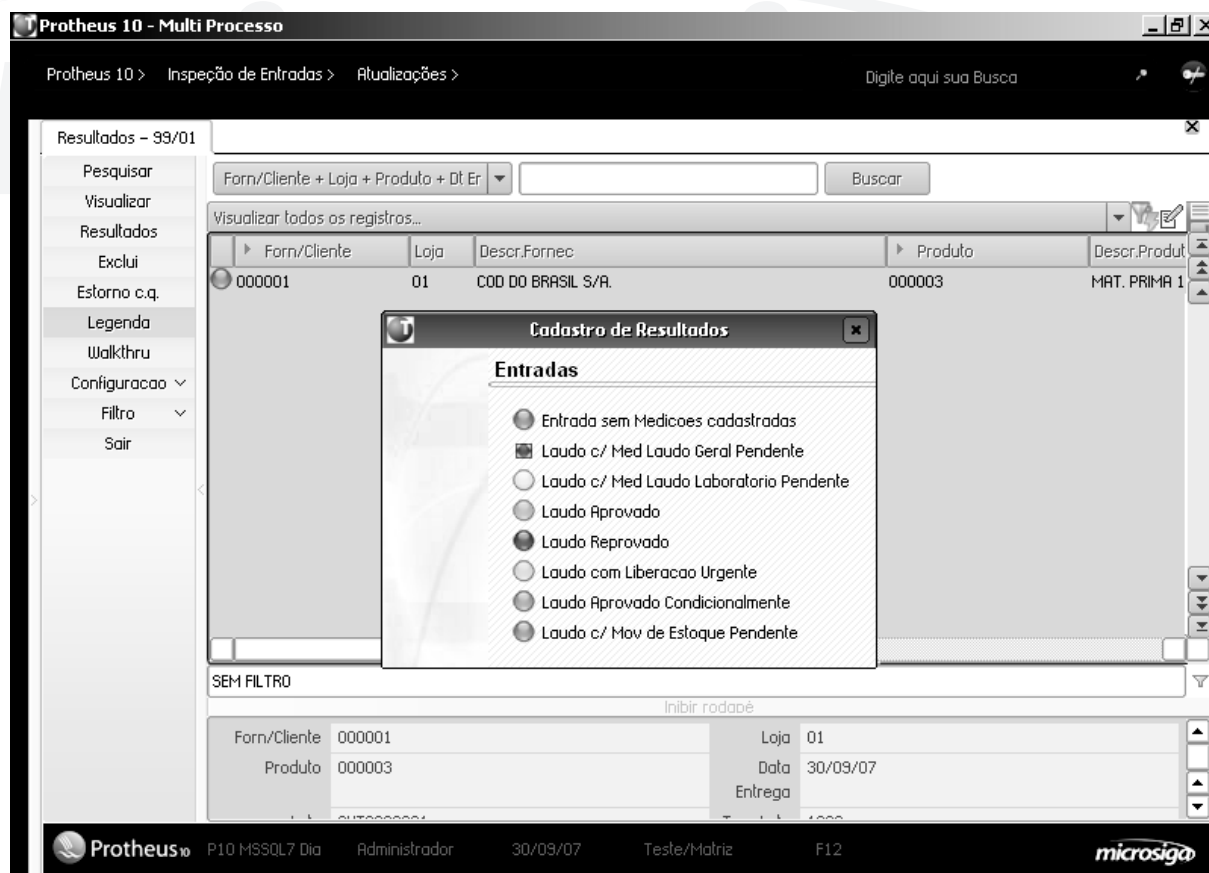 Protheus 10 - Multi Processo
Protheus 10 > Inspeção de Entradas > Atualizações > Digite aqui sua Busca
Resultados - 99/01
Pesquisar
Visualizar
Resultados
Exclui
Estorno c.q.
Legenda
Walkthru
Configuracao
Filtro
Sair
Forn/Cliente + Loja + Produto + Dt Er Buscar
Visualizar todos os registros...
Forn/Cliente Loja Descr.Fornec Produto Descr.Produt
000001 01 COD DO BRASIL S/A. 000003 MAT. PRIMA 1
Cadastro de Resultados
Entradas
Entrada sem Medicoes cadastradas
Laudo c/ Med Laudo Geral Pendente
Laudo c/ Med Laudo Laboratorio Pendente
Laudo Aprovado
Laudo Reprovado
Laudo com Liberacao Urgente
Laudo Aprovado Condicionalmente
Laudo c/ Mov de Estoque Pendente
SEM FILTRO
Inibir rodapé
Forn/Cliente 000001 Loja 01
Produto 000003 Data Entrega 30/09/07
Protheus 10 P10 MSSQL7 Dia Administrador 30/09/07 Teste/Matriz F12 microsiga